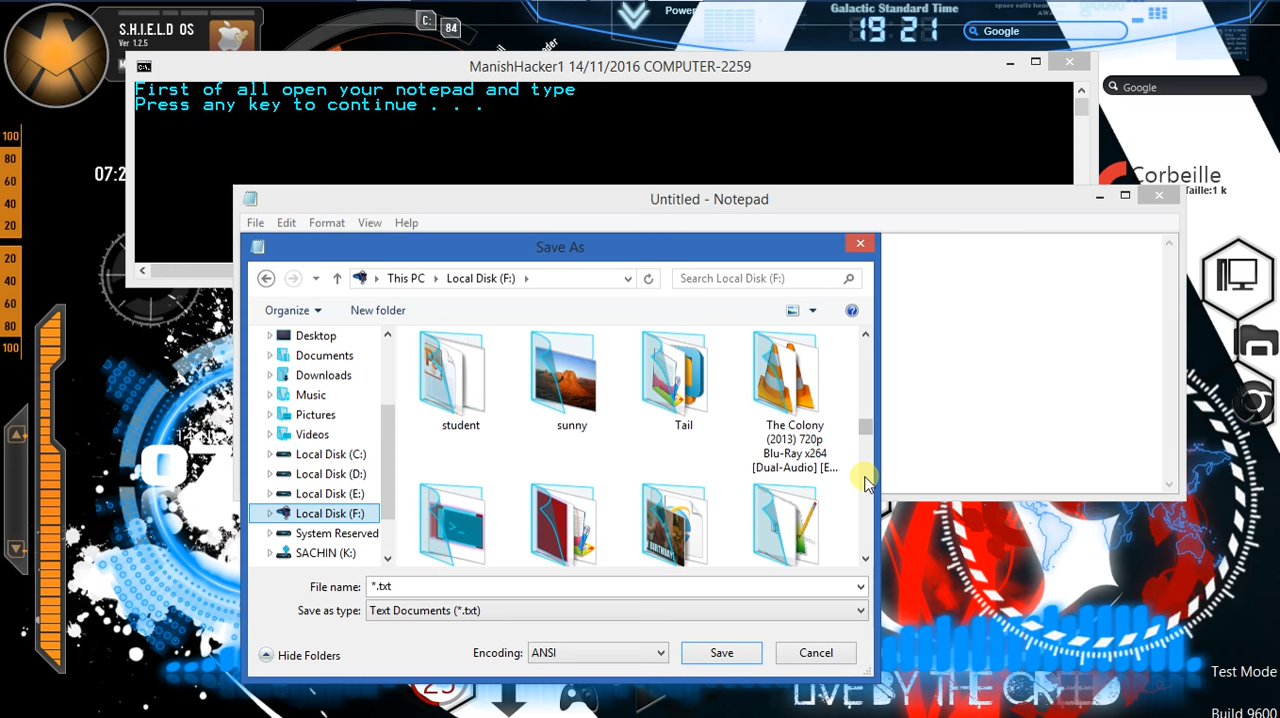 S.H.I.E.L.D OS
Ver 1.2.5
C:
84
Power
Galactic Standard Time
19:21
Google
Google
ManishHacker1 14/11/2016 COMPUTER-2259
First of all open your notepad and type
Press any key to continue . . .
Corbeille
Taille:1 k
100
80
60
40
20
20
40
60
80
100
07:2
Untitled - Notepad
File Edit Format View Help
Save As
This PC Local Disk (F:)
Search Local Disk (F:)
Organize New folder
Desktop
Documents
Downloads
Music
Pictures
Videos
Local Disk (C:)
Local Disk (D:)
Local Disk (E:)
Local Disk (F:)
System Reserved
SACHIN (K:)
student
sunny
Tail
The Colony
(2013) 720p
Blu-Ray x264
[Dual-Audio] [E...
File name: *.txt
Save as type: Text Documents (*.txt)
Hide Folders
Encoding: ANSI
Save
Cancel
LIVE BY THE CREED
Test Mode
Build 9600